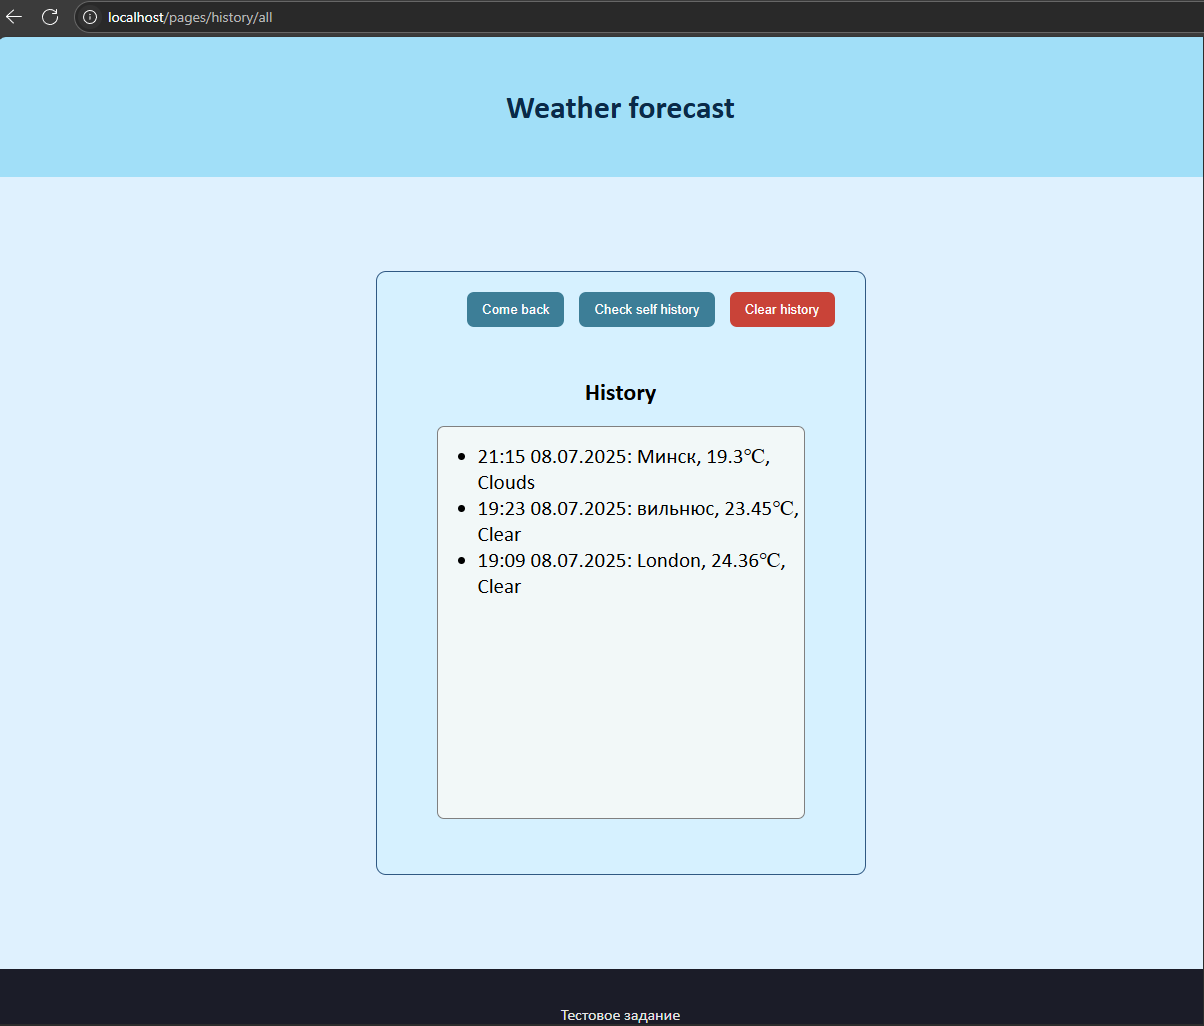 localhost/pages/history/all
Weather forecast
Come back
Check self history
Clear history
History
21:15 08.07.2025: Минск, 19.3℃,
Clouds
19:23 08.07.2025: вильнюс, 23.45℃,
Clear
19:09 08.07.2025: London, 24.36℃,
Clear
Тестовое задание